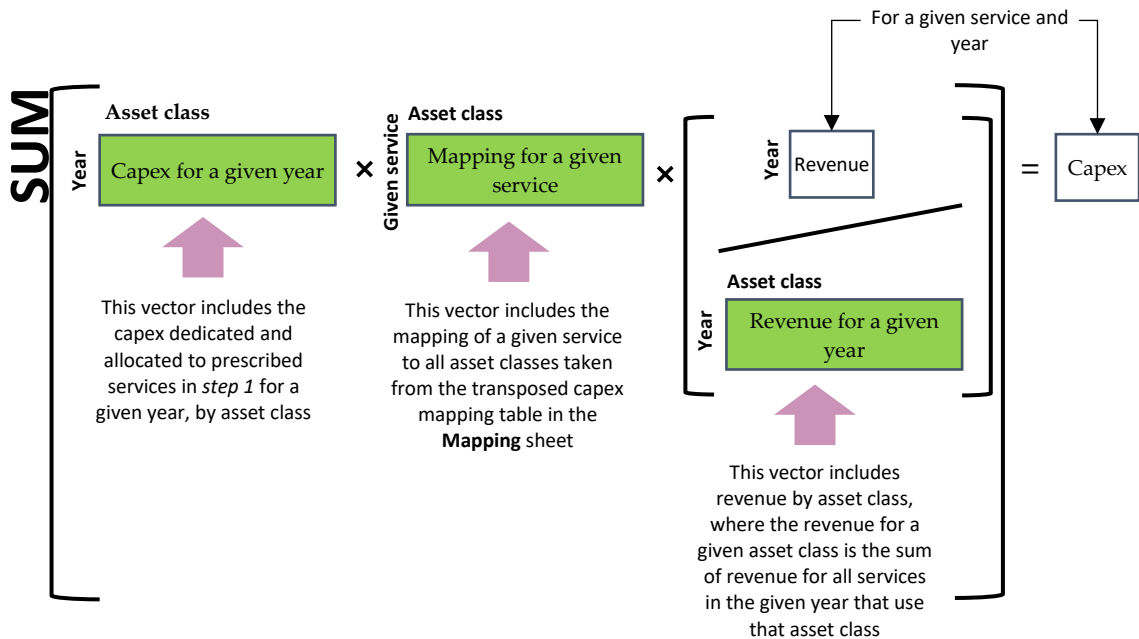 For a given service and
year
SUM
Asset class
Year
Capex for a given year
×
Asset class
Given service
Mapping for a given
service
×
Year
Revenue
Asset class
Year
Revenue for a given
year
=
Capex
This vector includes the
capex dedicated and
allocated to prescribed
services in step 1 for a
given year, by asset class
This vector includes the
mapping of a given service
to all asset classes taken
from the transposed capex
mapping table in the
Mapping sheet
This vector includes
revenue by asset class,
where the revenue for a
given asset class is the sum
of revenue for all services
in the given year that use
that asset class